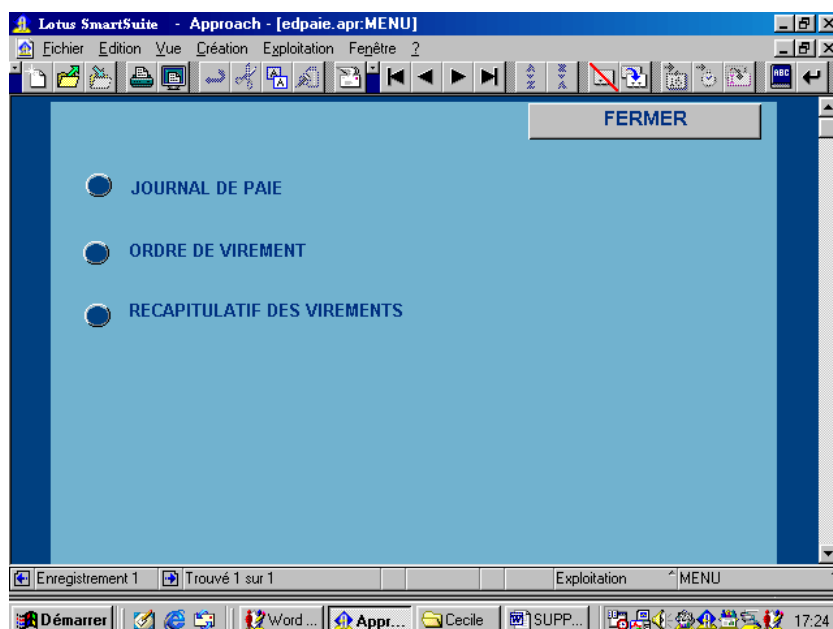 Lotus SmartSuite - Approach - [edpaie.apr:MENU]
Fichier Edition Vue Création Exploitation Fenêtre ?
ABC
FERMER
JOURNAL DE PAIE
ORDRE DE VIREMENT
RECAPITULATIF DES VIREMENTS
Enregistrement 1 Trouvé 1 sur 1 Exploitation MENU
Démarrer Word ... Appr... Cecile SUPP... 17:24